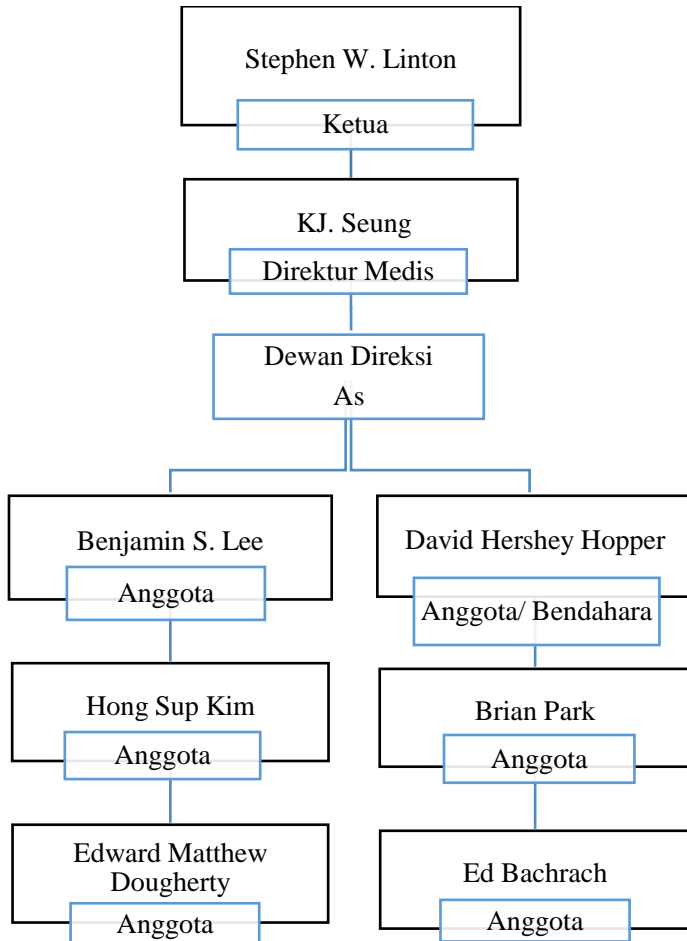 Stephen W. Linton
Ketua
KJ. Seung
Direktur Medis
Dewan Direksi
As
Benjamin S. Lee
Anggota
David Hershey Hopper
Anggota/ Bendahara
Hong Sup Kim
Anggota
Brian Park
Anggota
Edward Matthew
Dougherty
Anggota
Ed Bachrach
Anggota